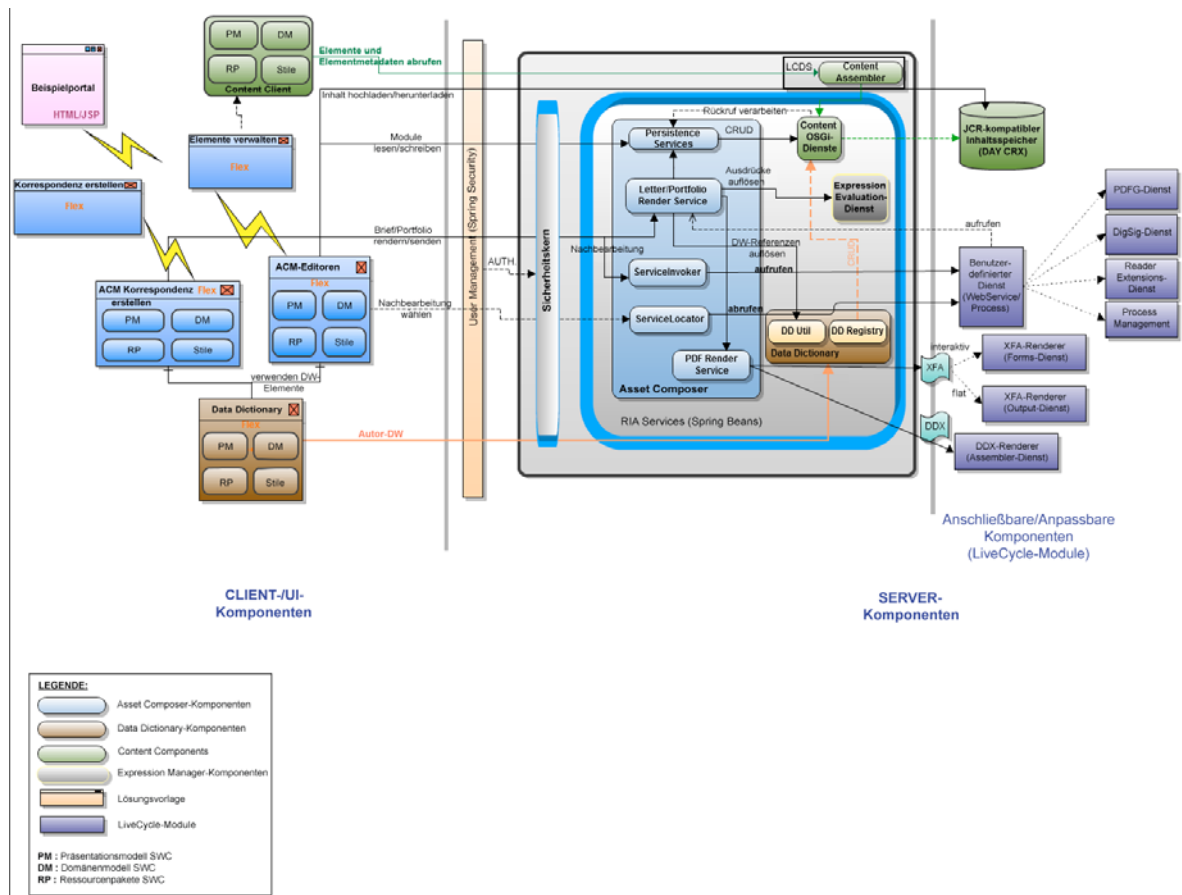 Beispielportal
HTML/JSP
PM
DM
RP
Stile
Content Client
Elemente und
Elementmetadaten abrufen
Inhalt hochladen/herunterladen
Elemente verwalten
Flex
Korrespondenz erstellen
Flex
Module
lesen/schreiben
Brief/Portfolio
rendern/senden
ACM-Editoren
Flex
PM
DM
RP
Stile
ACM Korrespondenz
Flex
erstellen
PM
DM
RP
Stile
Nachbearbeitung
wählen
verwenden DW-
Elemente
Data Dictionary
Flex
PM
DM
RP
Stile
Autor-DW
User Management (Spring Security)
AUTH.
Sicherheitskern
LCDS
Content
Assembler
Rückruf verarbeiten
Persistence
Services
CRUD
Content
OSGi-
Dienste
JCR-kompatibler
Inhaltsspeicher
(DAY CRX)
Letter/Portfolio
Render Service
Ausdrücke
auflösen
Expression
Evaluation-
Dienst
Nachbearbeitung
DW-Referenzen
auflösen
CRUD
aufrufen
ServiceInvoker
aufrufen
ServiceLocator
abrufen
DD Util
DD Registry
Data Dictionary
PDF Render
Service
Asset Composer
RIA Services (Spring Beans)
Benutzer-
definierter
Dienst
(WebService/
Process)
PDFG-Dienst
DigSig-Dienst
Reader
Extensions-
Dienst
Process
Management
interaktiv
XFA
flat
XFA-Renderer
(Forms-Dienst)
XFA-Renderer
(Output-Dienst)
DDX
DDX-Renderer
(Assembler-Dienst)
Anschließbare/Anpassbare
Komponenten
(LiveCycle-Module)
CLIENT-/UI-
Komponenten
SERVER-
Komponenten
LEGENDE:
Asset Composer-Komponenten
Data Dictionary-Komponenten
Content Components
Expression Manager-Komponenten
Lösungsvorlage
LiveCycle-Module
PM : Präsentationsmodell SWC
DM : Domänenmodell SWC
RP : Ressourcenpakete SWC